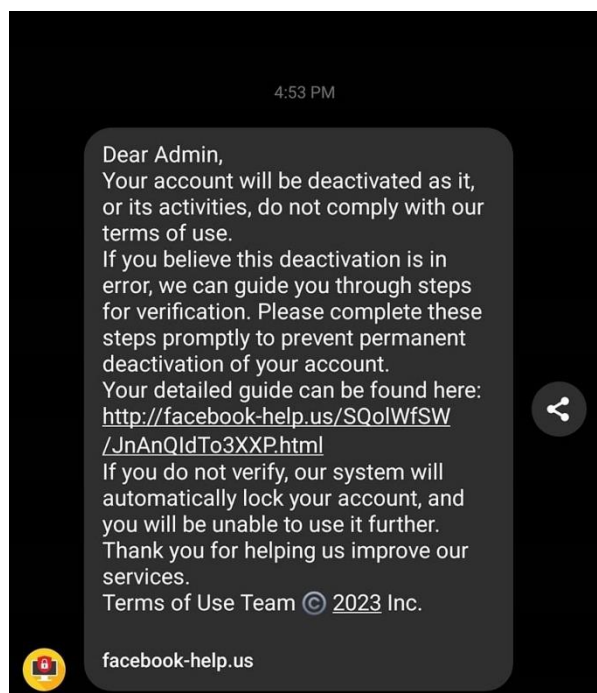 4:53 PM
Dear Admin,
Your account will be deactivated as it,
or its activities, do not comply with our
terms of use.
If you believe this deactivation is in
error, we can guide you through steps
for verification. Please complete these
steps promptly to prevent permanent
deactivation of your account.
Your detailed guide can be found here:
http://facebook-help.us/SQolWfSW
/JnAnQIdTo3XXP.html
If you do not verify, our system will
automatically lock your account, and
you will be unable to use it further.
Thank you for helping us improve our
services.
Terms of Use Team © 2023 Inc.
facebook-help.us